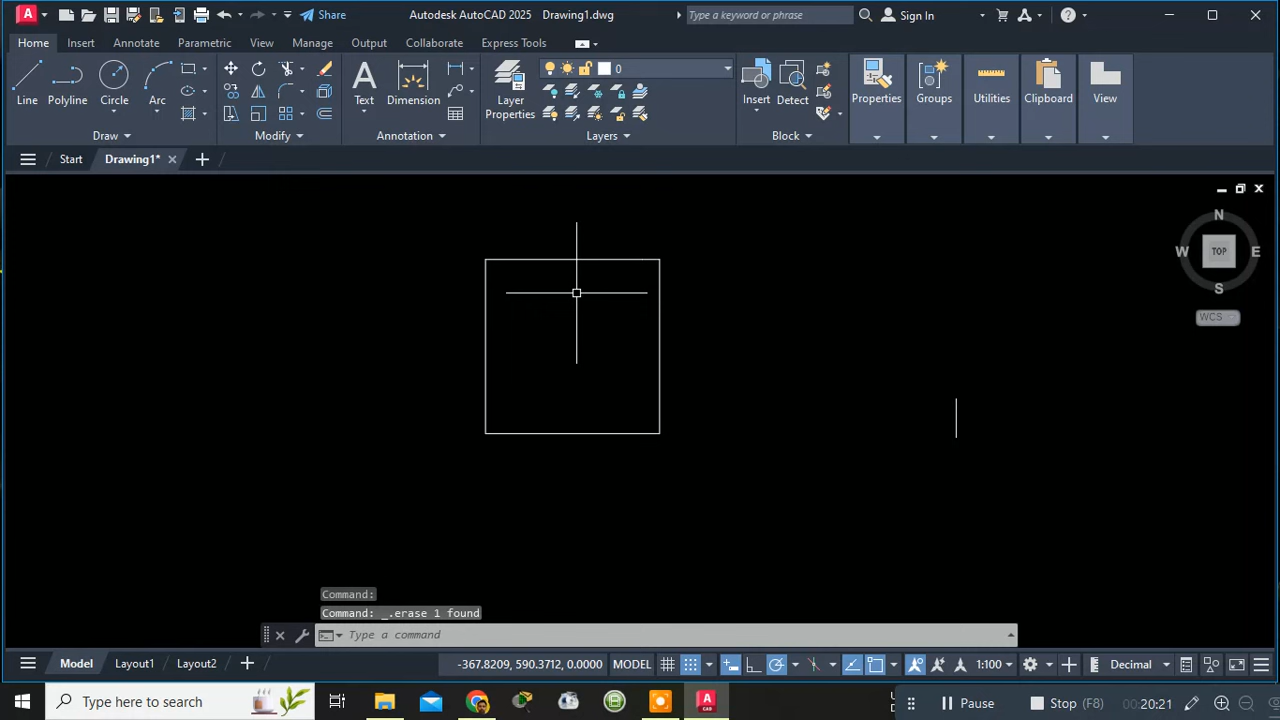 Share
Autodesk AutoCAD 2025 Drawing1.dwg
Type a keyword or phrase
Sign In
Home Insert Annotate Parametric View Manage Output Collaborate Express Tools
Line Polyline Circle Arc
Text Dimension
Layer Properties
0
Insert Detect
Properties Groups Utilities Clipboard View
Draw Modify Annotation Layers Block
Start Drawing1*
N
W TOP E
S
WCS
Command:
Command: _.erase 1 found
Type a command
Model Layout1 Layout2
-367.8209, 590.3712, 0.0000 MODEL 1:100 Decimal
Type here to search
A CAD
Pause Stop (F8) 00:20:21